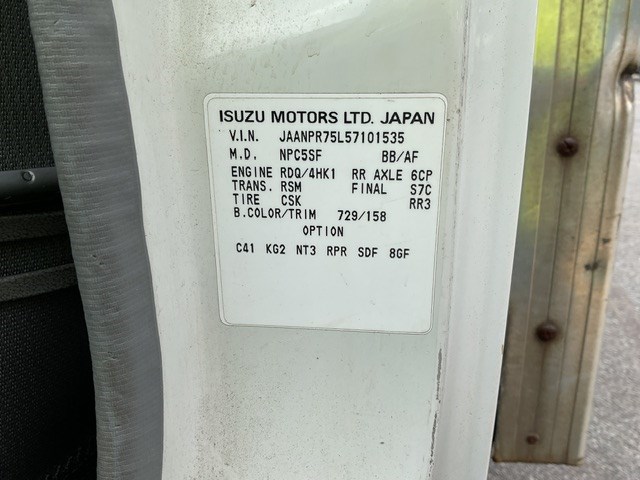 ISUZU MOTORS LTD. JAPAN
V.I.N. JAANPR75L57101535
M.D. NPC5SF BB/AF
ENGINE RDQ/4HK1 RR AXLE 6CP
TRANS. RSM FINAL S7C
TIRE CSK RR3
B.COLOR/TRIM 729/158
OPTION
C41 KG2 NT3 RPR SDF 8GF